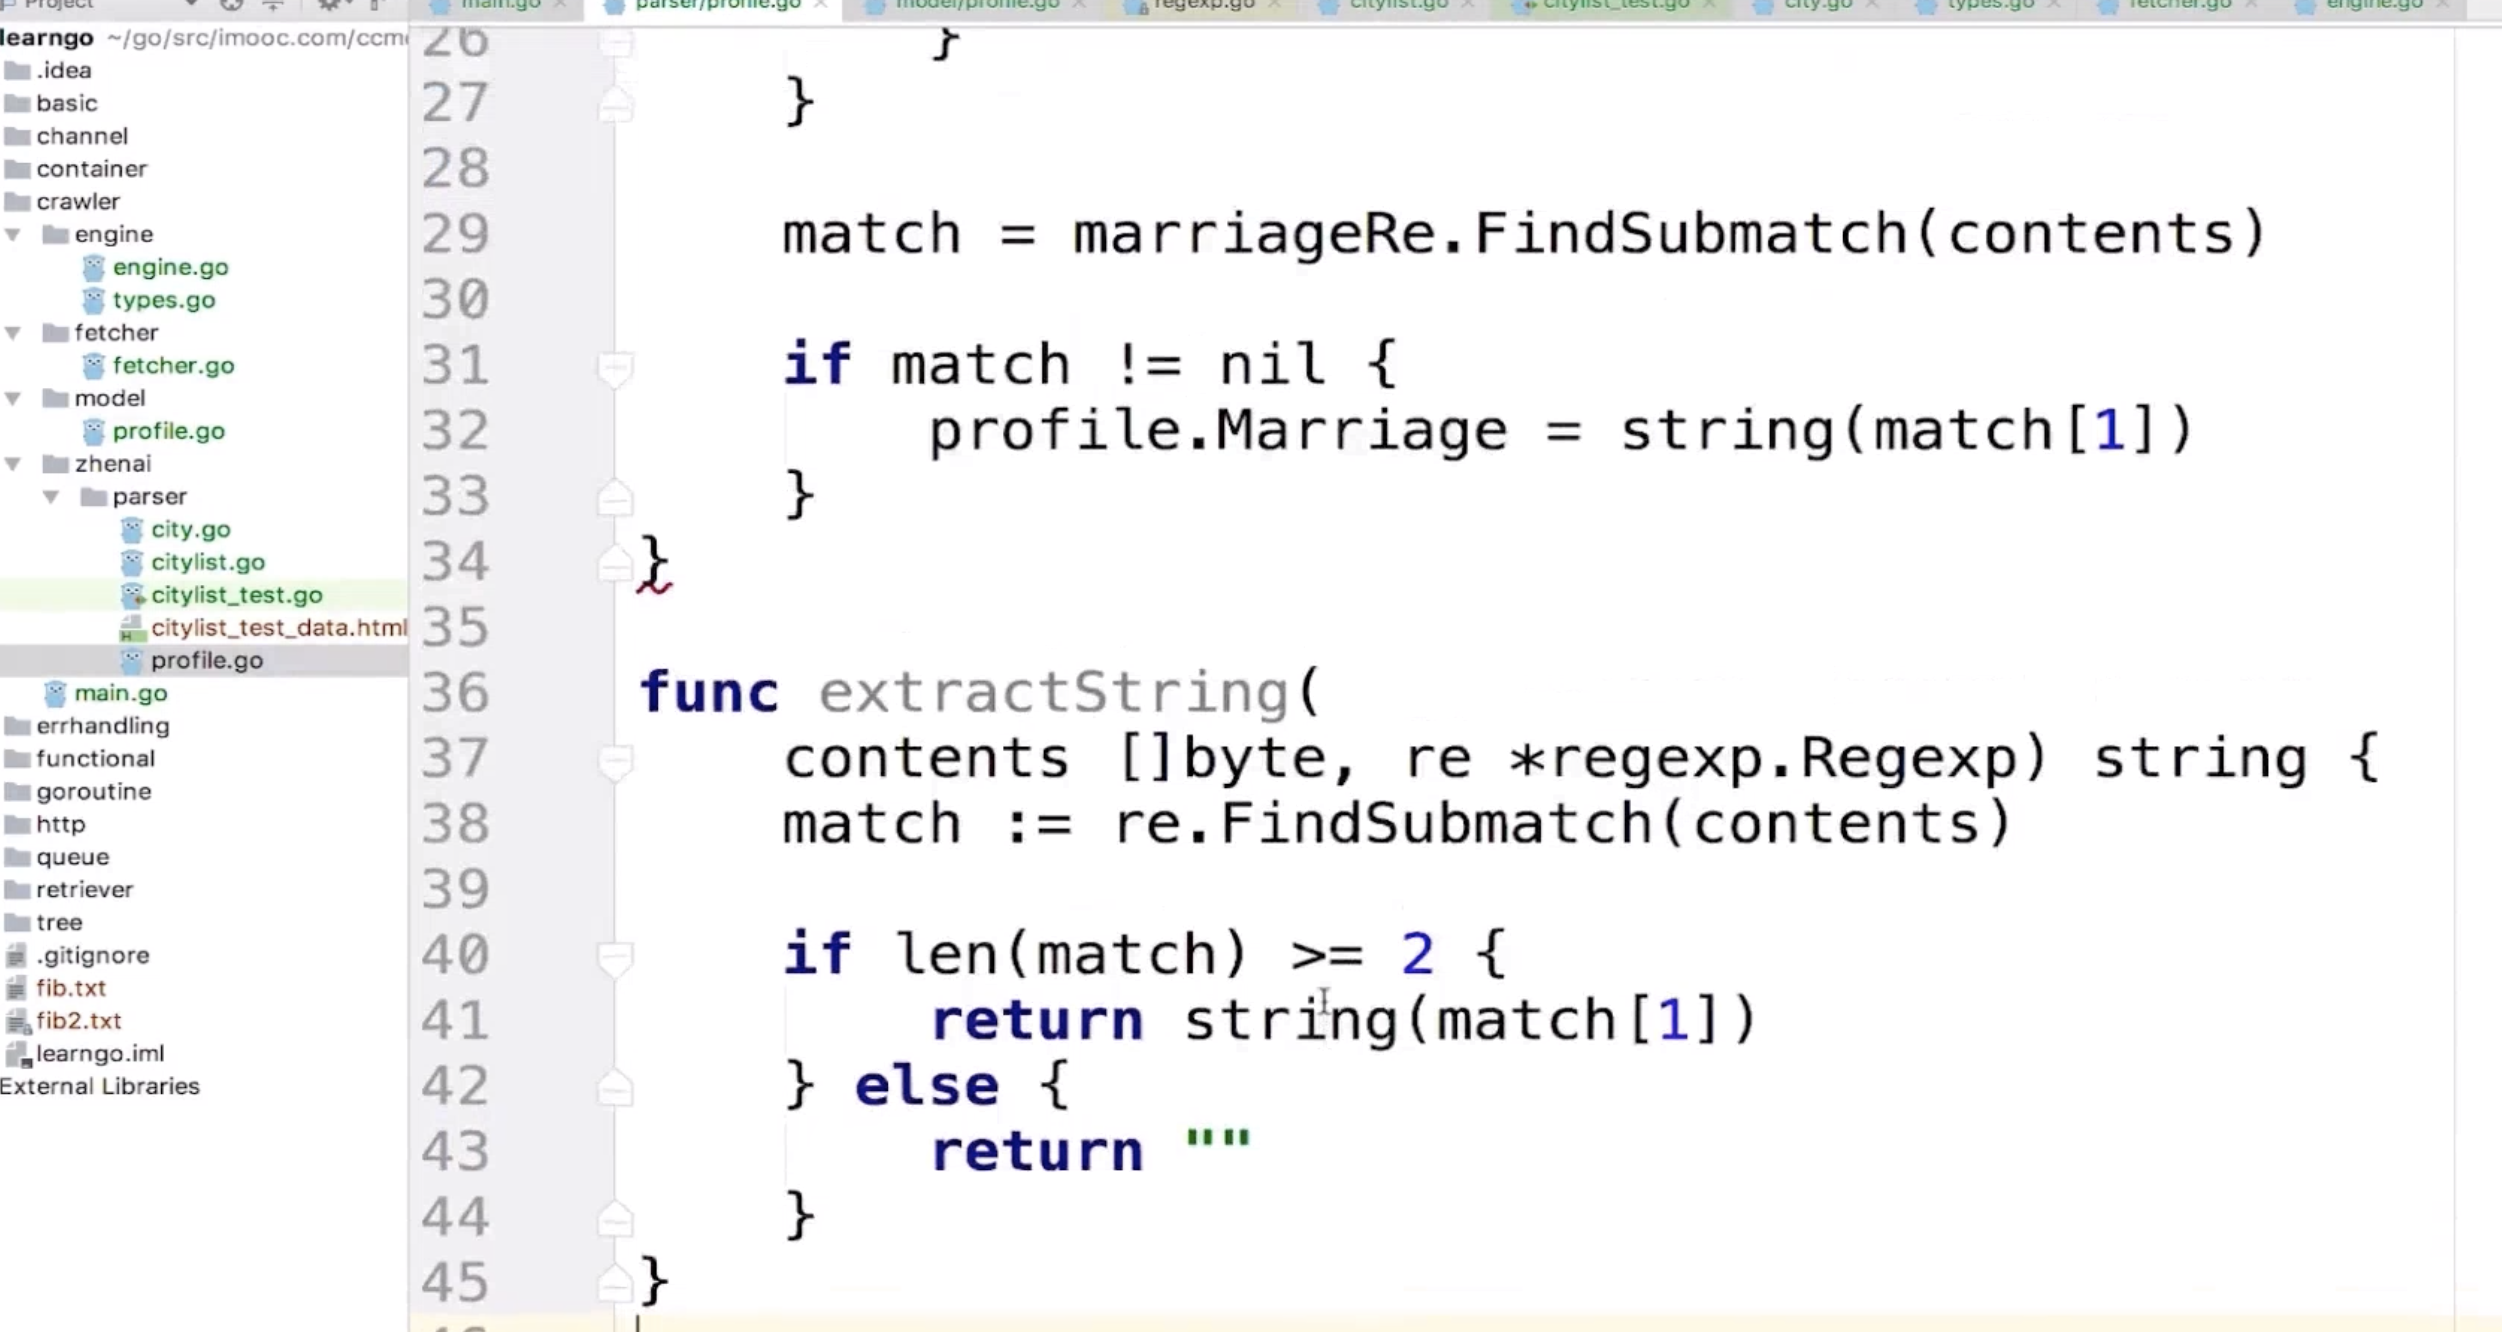 Project
main.go
parser/profile.go
model/profile.go
regexp.go
citylist.go
citylist_test.go
city.go
types.go
fetcher.go
engine.go
learngo ~/go/src/imooc.com/ccm
.idea
basic
channel
container
crawler
engine
engine.go
types.go
fetcher
fetcher.go
model
profile.go
zhenai
parser
city.go
citylist.go
citylist_test.go
citylist_test_data.html
profile.go
main.go
errhandling
functional
goroutine
http
queue
retriever
tree
.gitignore
fib.txt
fib2.txt
learngo.iml
External Libraries
26 }
27 }
28
29 match = marriageRe.FindSubmatch(contents)
30
31 if match != nil {
32 profile.Marriage = string(match[1])
33 }
34 }
35
36 func extractString(
37 contents []byte, re *regexp.Regexp) string {
38 match := re.FindSubmatch(contents)
39
40 if len(match) >= 2 {
41 return string(match[1])
42 } else {
43 return ""
44 }
45 }